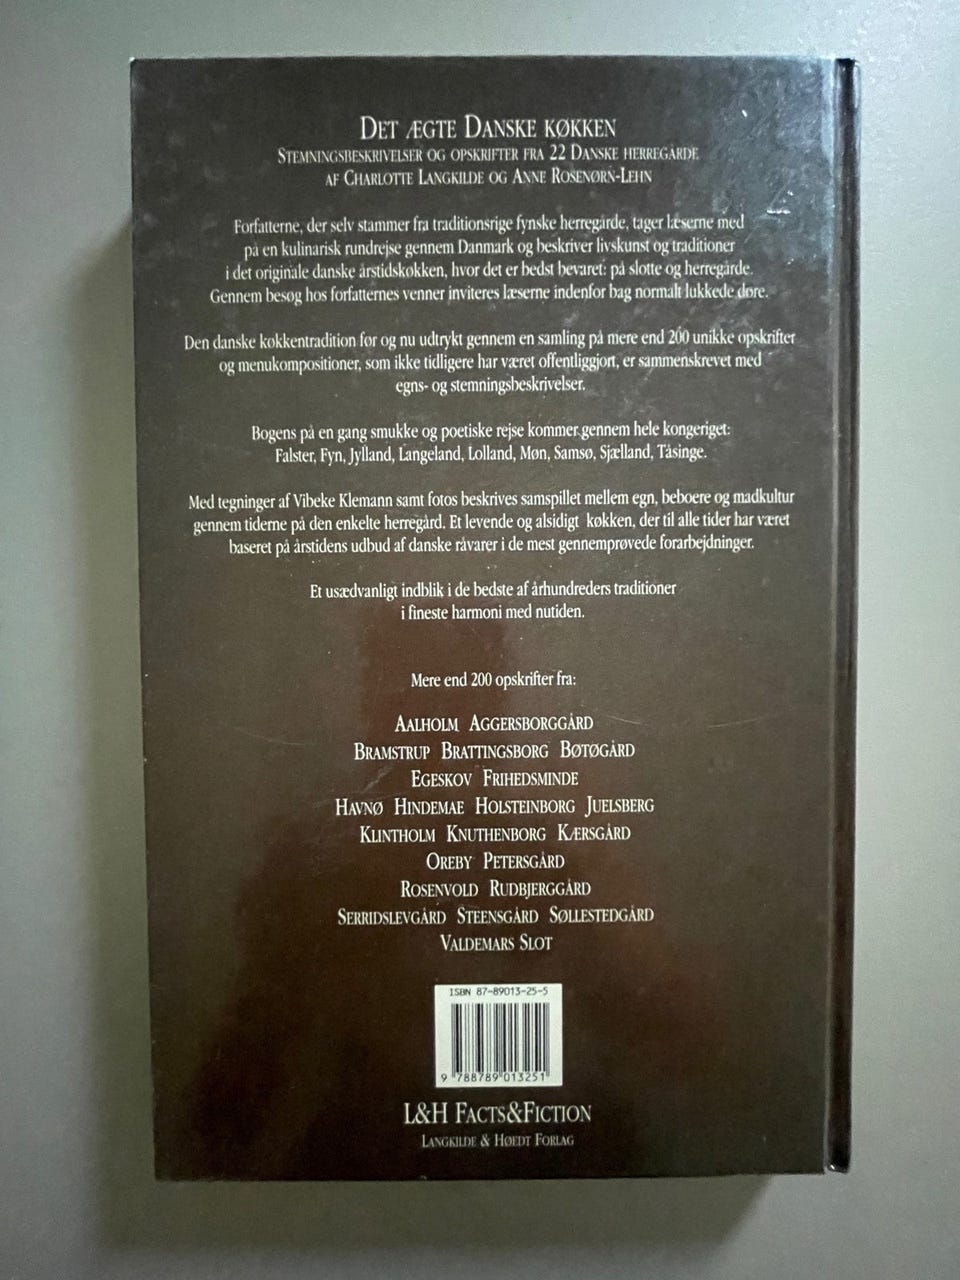 DET ÆGTE DANSKE KØKKEN
STEMNINGSBESKRIVELSER OG OPSKRIFTER FRA 22 DANSKE HERREGÅRDE
AF CHARLOTTE LANGKILDE OG ANNE ROSENØRN-LEHN
Forfatterne, der selv stammer fra traditionsrige fynske herregårde, tager læserne med
på en kulinarisk rundrejse gennem Danmark og beskriver livskunst og traditioner
i det originale danske årstidskøkken, hvor det er bedst bevaret: på slotte og herregårde.
Gennem besøg hos forfatternes venner inviteres læserne indenfor bag normalt lukkede døre.
Den danske køkkentradition før og nu udtrykt gennem en samling på mere end 200 unikke opskrifter
og menukompositioner, som ikke tidligere har været offentliggjort, er sammenskrevet med
egns- og stemningsbeskrivelser.
Bogens på en gang smukke og poetiske rejse kommer gennem hele kongeriget:
Falster, Fyn, Jylland, Langeland, Lolland, Møn, Samsø, Sjælland, Tåsinge.
Med tegninger af Vibeke Klemann samt fotos beskrives samspillet mellem egn, beboere og madkultur
gennem tiderne på den enkelte herregård. Et levende og alsidigt køkken, der til alle tider har været
baseret på årstidens udbud af danske råvarer i de mest gennemprøvede forarbejdninger.
Et usædvanligt indblik i de bedste af århundreders traditioner
i fineste harmoni med nutiden.
Mere end 200 opskrifter fra:
AALHOLM AGGERSBORGGÅRD
BRAMSTRUP BRATTINGSBORG BØTØGÅRD
EGESKOV FRIHEDSMINDE
HAVNØ HINDEMAE HOLSTEINBORG JUELSBERG
KLINTHOLM KNUTHENBORG KÆRSGÅRD
OREBY PETERSGÅRD
ROSENVOLD RUDBJERGGÅRD
SERRIDSLEVGÅRD STEENSGÅRD SØLLESTEDGÅRD
VALDEMARS SLOT
ISBN 87-89013-25-5
9 788789 013251
L&H FACTS&FICTION
LANGKILDE & HØEDT FORLAG